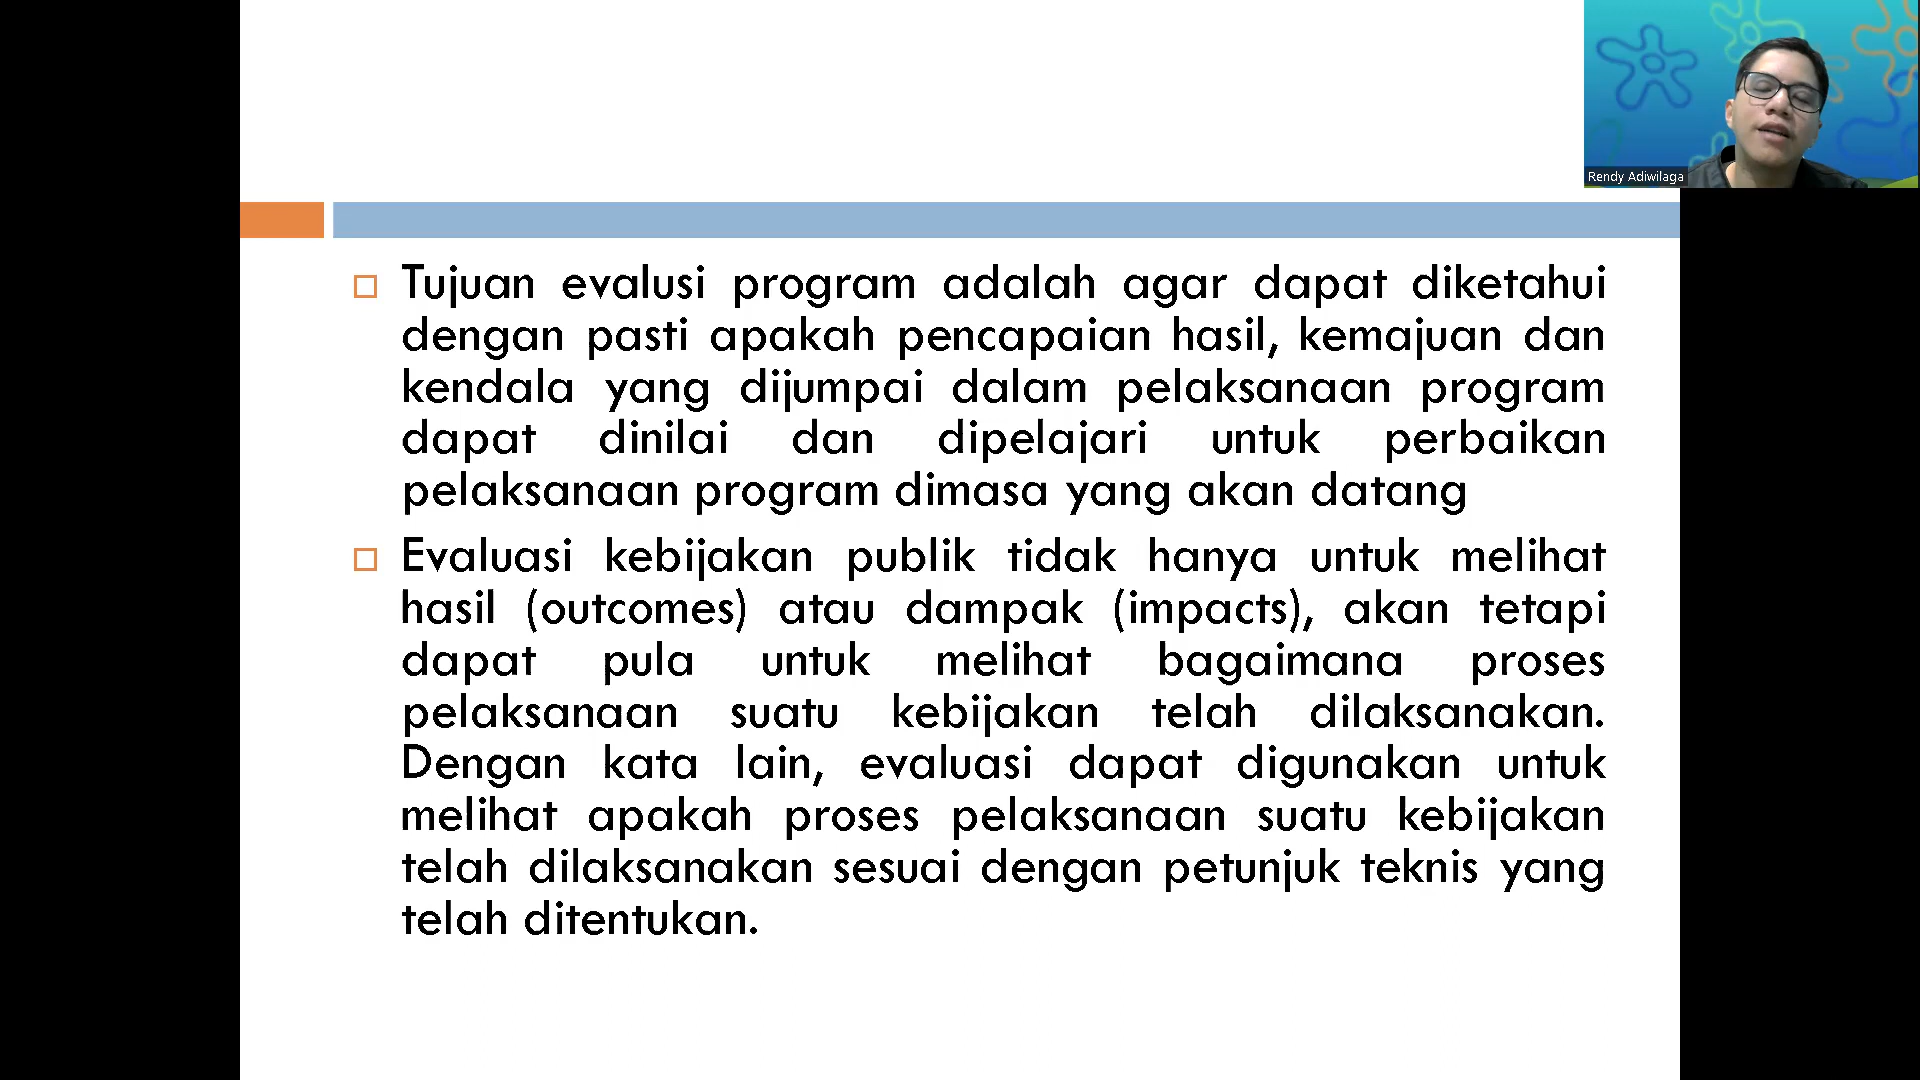 Rendy Adiwilaga
Tujuan evalusi program adalah agar dapat diketahui
dengan pasti apakah pencapaian hasil, kemajuan dan
kendala yang dijumpai dalam pelaksanaan program
dapat dinilai dan dipelajari untuk perbaikan
pelaksanaan program dimasa yang akan datang
Evaluasi kebijakan publik tidak hanya untuk melihat
hasil (outcomes) atau dampak (impacts), akan tetapi
dapat pula untuk melihat bagaimana proses
pelaksanaan suatu kebijakan telah dilaksanakan.
Dengan kata lain, evaluasi dapat digunakan untuk
melihat apakah proses pelaksanaan suatu kebijakan
telah dilaksanakan sesuai dengan petunjuk teknis yang
telah ditentukan.